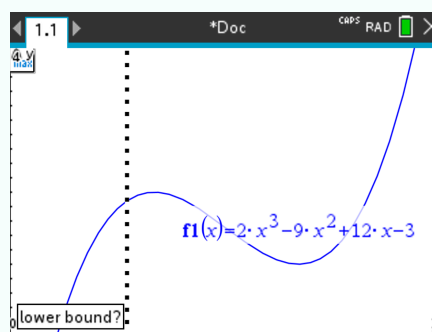 1.1
*Doc
CAPS RAD
y
max
f1(x)=2·x³−9·x²+12·x−3
lower bound?